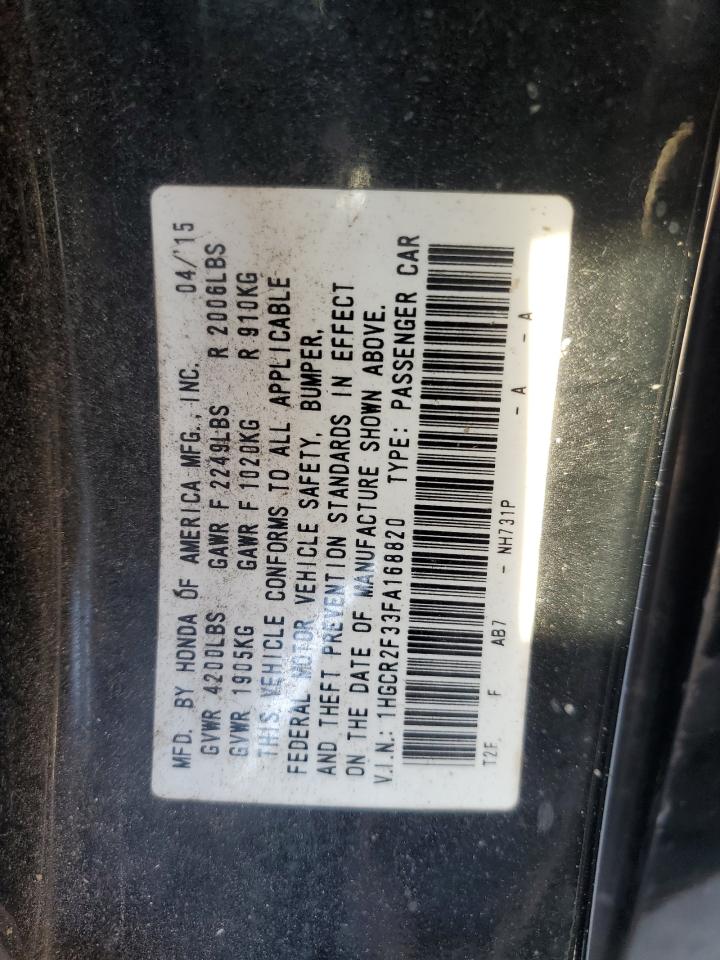 MFD. BY HONDA OF AMERICA MFG., INC. 04/'15
GVWR 4200LBS GAWR F 2249LBS R 2006LBS
GVWR 1905KG GAWR F 1020KG R 910KG
THIS VEHICLE CONFORMS TO ALL APPLICABLE
FEDERAL MOTOR VEHICLE SAFETY, BUMPER,
AND THEFT PREVENTION STANDARDS IN EFFECT
ON THE DATE OF MANUFACTURE SHOWN ABOVE.
V.I.N.: 1HGCR2F33FA168820 TYPE: PASSENGER CAR
T2F, F AB7 - NH731P - A - A